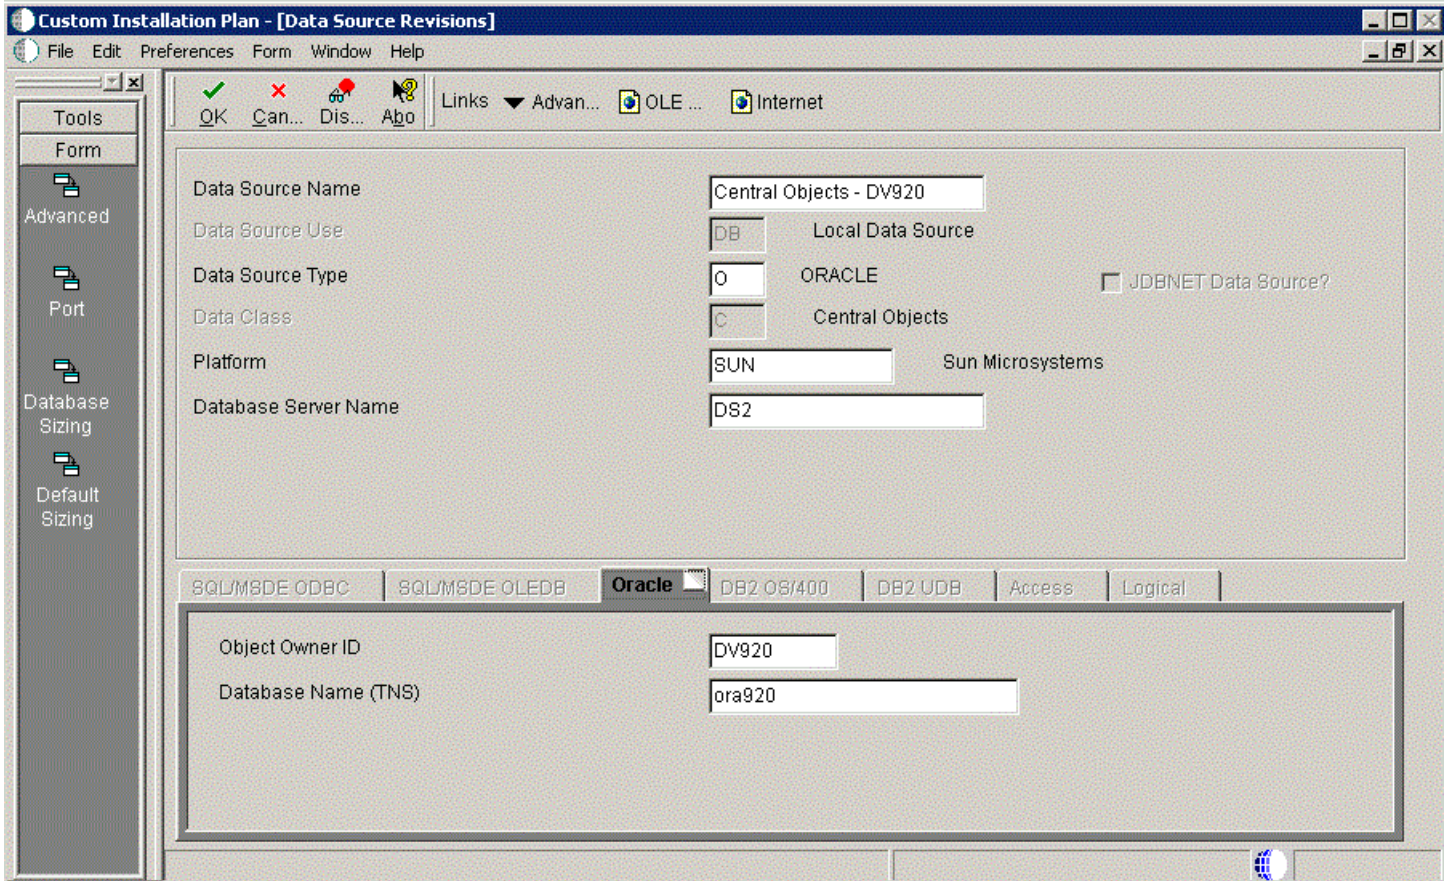 Custom Installation Plan - [Data Source Revisions]
File Edit Preferences Form Window Help
Tools
Form
Advanced
Port
Database
Sizing
Default
Sizing
OK Can... Dis... Abo Links Advan... OLE ... Internet
Data Source Name Central Objects - DV920
Data Source Use DB Local Data Source
Data Source Type O ORACLE JDBNET Data Source?
Data Class C Central Objects
Platform SUN Sun Microsystems
Database Server Name DS2
SQL/MSDE ODBC SQL/MSDE OLEDB Oracle DB2 OS/400 DB2 UDB Access Logical
Object Owner ID DV920
Database Name (TNS) ora920